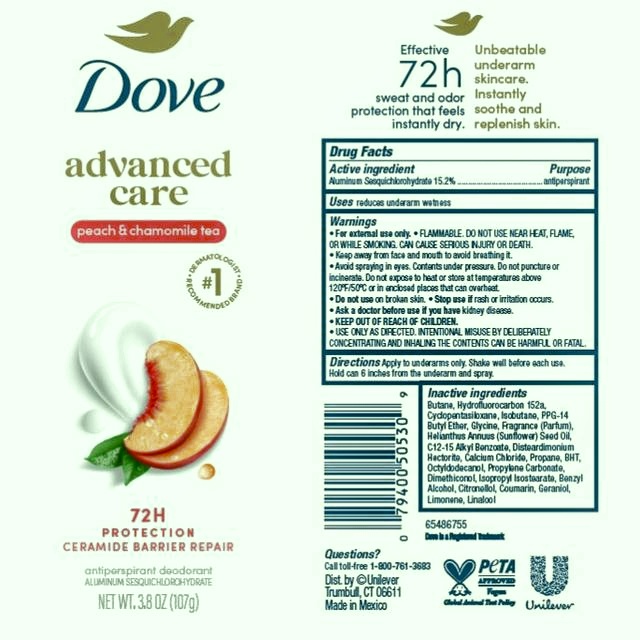 Dove
advanced
care
peach & chamomile tea
DERMATOLOGIST
#1
RECOMMENDED BRAND
72H
PROTECTION
CERAMIDE BARRIER REPAIR
antiperspirant deodorant
ALUMINUM SESQUICHLOROHYDRATE
NET WT. 3.8 OZ (107g)
Effective
72h
sweat and odor
protection that feels
instantly dry.
Unbeatable
underarm
skincare.
Instantly
soothe and
replenish skin.
Drug Facts
Active ingredient Purpose
Aluminum Sesquichlorohydrate 15.2% ........................ antiperspirant
Uses reduces underarm wetness
Warnings
• For external use only. • FLAMMABLE. DO NOT USE NEAR HEAT, FLAME,
OR WHILE SMOKING. CAN CAUSE SERIOUS INJURY OR DEATH.
• Keep away from face and mouth to avoid breathing it.
• Avoid spraying in eyes. Contents under pressure. Do not puncture or
incinerate. Do not expose to heat or store at temperatures above
120ºF/50ºC or in enclosed places that can overheat.
• Do not use on broken skin. • Stop use if rash or irritation occurs.
• Ask a doctor before use if you have kidney disease.
• KEEP OUT OF REACH OF CHILDREN.
• USE ONLY AS DIRECTED. INTENTIONAL MISUSE BY DELIBERATELY
CONCENTRATING AND INHALING THE CONTENTS CAN BE HARMFUL OR FATAL.
Directions Apply to underarms only. Shake well before each use.
Hold can 6 inches from the underarm and spray.
Inactive ingredients
Butane, Hydrofluorocarbon 152a,
Cyclopentasiloxane, Isobutane, PPG-14
Butyl Ether, Glycine, Fragrance (Parfum),
Helianthus Annuus (Sunflower) Seed Oil,
C12-15 Alkyl Benzoate, Disteardimonium
Hectorite, Calcium Chloride, Propane, BHT,
Octyldodecanol, Propylene Carbonate,
Dimethiconol, Isopropyl Isostearate, Benzyl
Alcohol, Citronellol, Coumarin, Geraniol,
Limonene, Linalool
0 79400 50530 9
65486755
Dove is a Registered Trademark
Questions?
Call toll-free 1-800-761-3683
Dist. by ©Unilever
Trumbull, CT 06611
Made in Mexico
PETA
APPROVED
Vegan
Global Animal Test Policy
Unilever